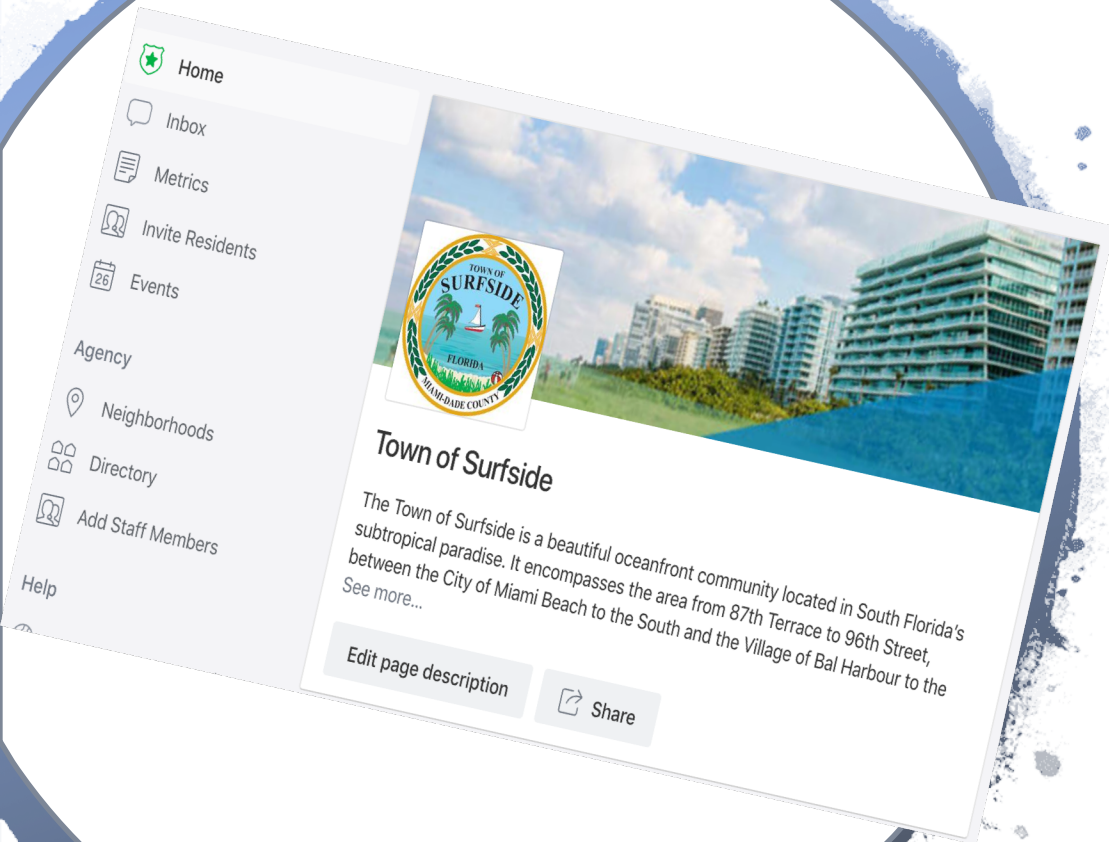 Home
Inbox
Metrics
Invite Residents
26
Events
Agency
Neighborhoods
Directory
Add Staff Members
Help
TOWN OF
SURFSIDE
FLORIDA
MIAMI-DADE COUNTY
Town of Surfside
The Town of Surfside is a beautiful oceanfront community located in South Florida's
subtropical paradise. It encompasses the area from 87th Terrace to 96th Street,
between the City of Miami Beach to the South and the Village of Bal Harbour to the
See more...
Edit page description
Share